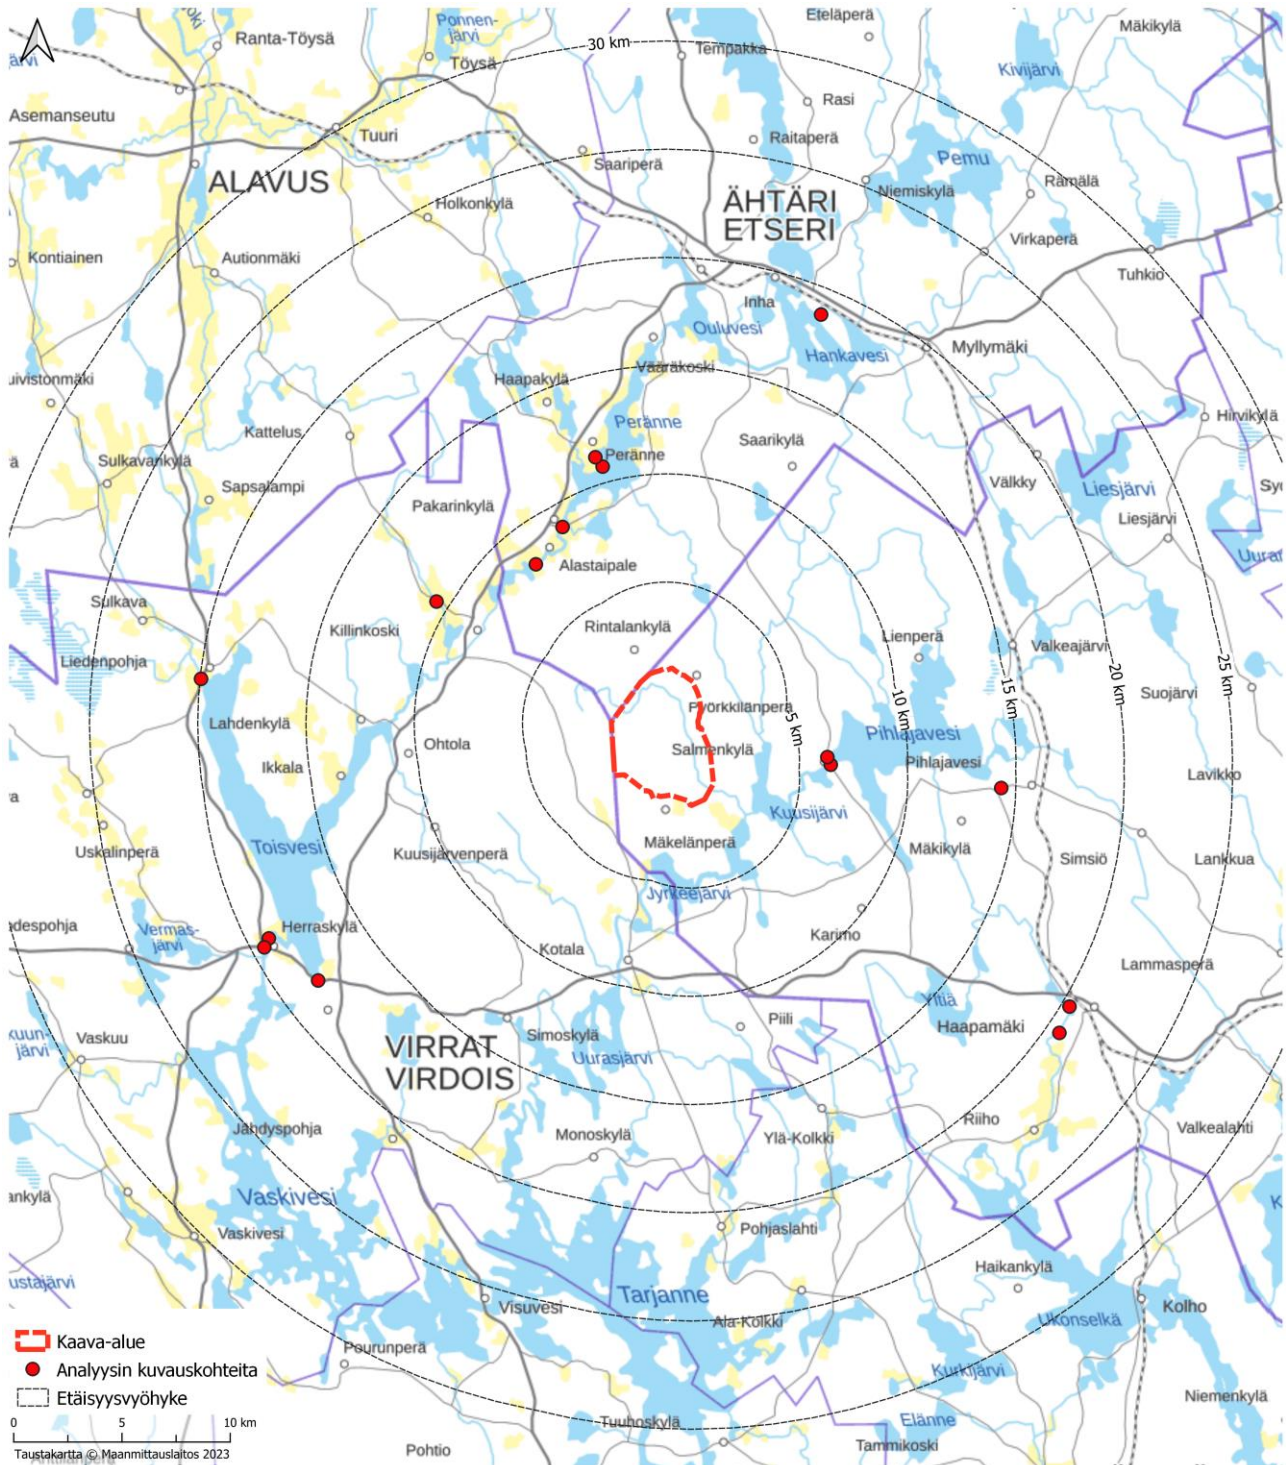 Ponnen-
järvi
Eteläperä
Mäkikylä
Ranta-Töysä
30 km
Tempakka
Töysä
Kivijärvi
Rasi
Asemanseutu
Tuuri
Raitaperä
Saariperä
Pemu
ALAVUS
Niemiskylä
Rämälä
Holkonkylä
ÄHTÄRI
ETSERI
Virkaperä
Kontiainen
Autionmäki
Tuhkio
Inha
Ouluvesi
Hankavesi
Myllymäki
Vääräkoski
Haapakylä
Peränne
Hirvikylä
Kattelus
Saarikylä
Peränne
Sulkavankylä
Sapsalampi
Välkky
Liesjärvi
Pakarinkylä
Liesjärvi
Alastaipale
Sulkava
Killinkoski
Rintalankylä
Lienperä
Valkeajärvi
Liedenpohja
25 km
20 km
15 km
10 km
5 km
Suojärvi
Pyörkkilänperä
Lahdenkylä
Ohtola
Salmenkylä
Pihlajavesi
Pihlajavesi
Ikkala
Lavikko
Kuusijärvi
Toisvesi
Uskalinperä
Kuusijärvenperä
Mäkelänperä
Mäkikylä
Simsiö
Lankkua
Jyrkeejärvi
Herraskylä
Vermas-
järvi
Kotala
Karimo
Lammasperä
Yltiä
Piili
Haapamäki
Vaskuu
VIRRAT
VIRDOIS
Simoskylä
Uurasjärvi
Jähdyspohja
Monoskylä
Ylä-Kolkki
Riiho
Valkealahti
Vaskivesi
Vaskivesi
Pohjaslahti
Haikankylä
Tarjanne
Visuvesi
Ala-Kolkki
Ukonselkä
Kolho
Pourunperä
Kurkijärvi
Niemenkylä
Tuuhoskylä
Elänne
Pohtio
Tammikoski
Kaava-alue
Analyysin kuvauskohteita
Etäisyysvyöhyke
0 5 10 km
Taustakartta © Maanmittauslaitos 2023